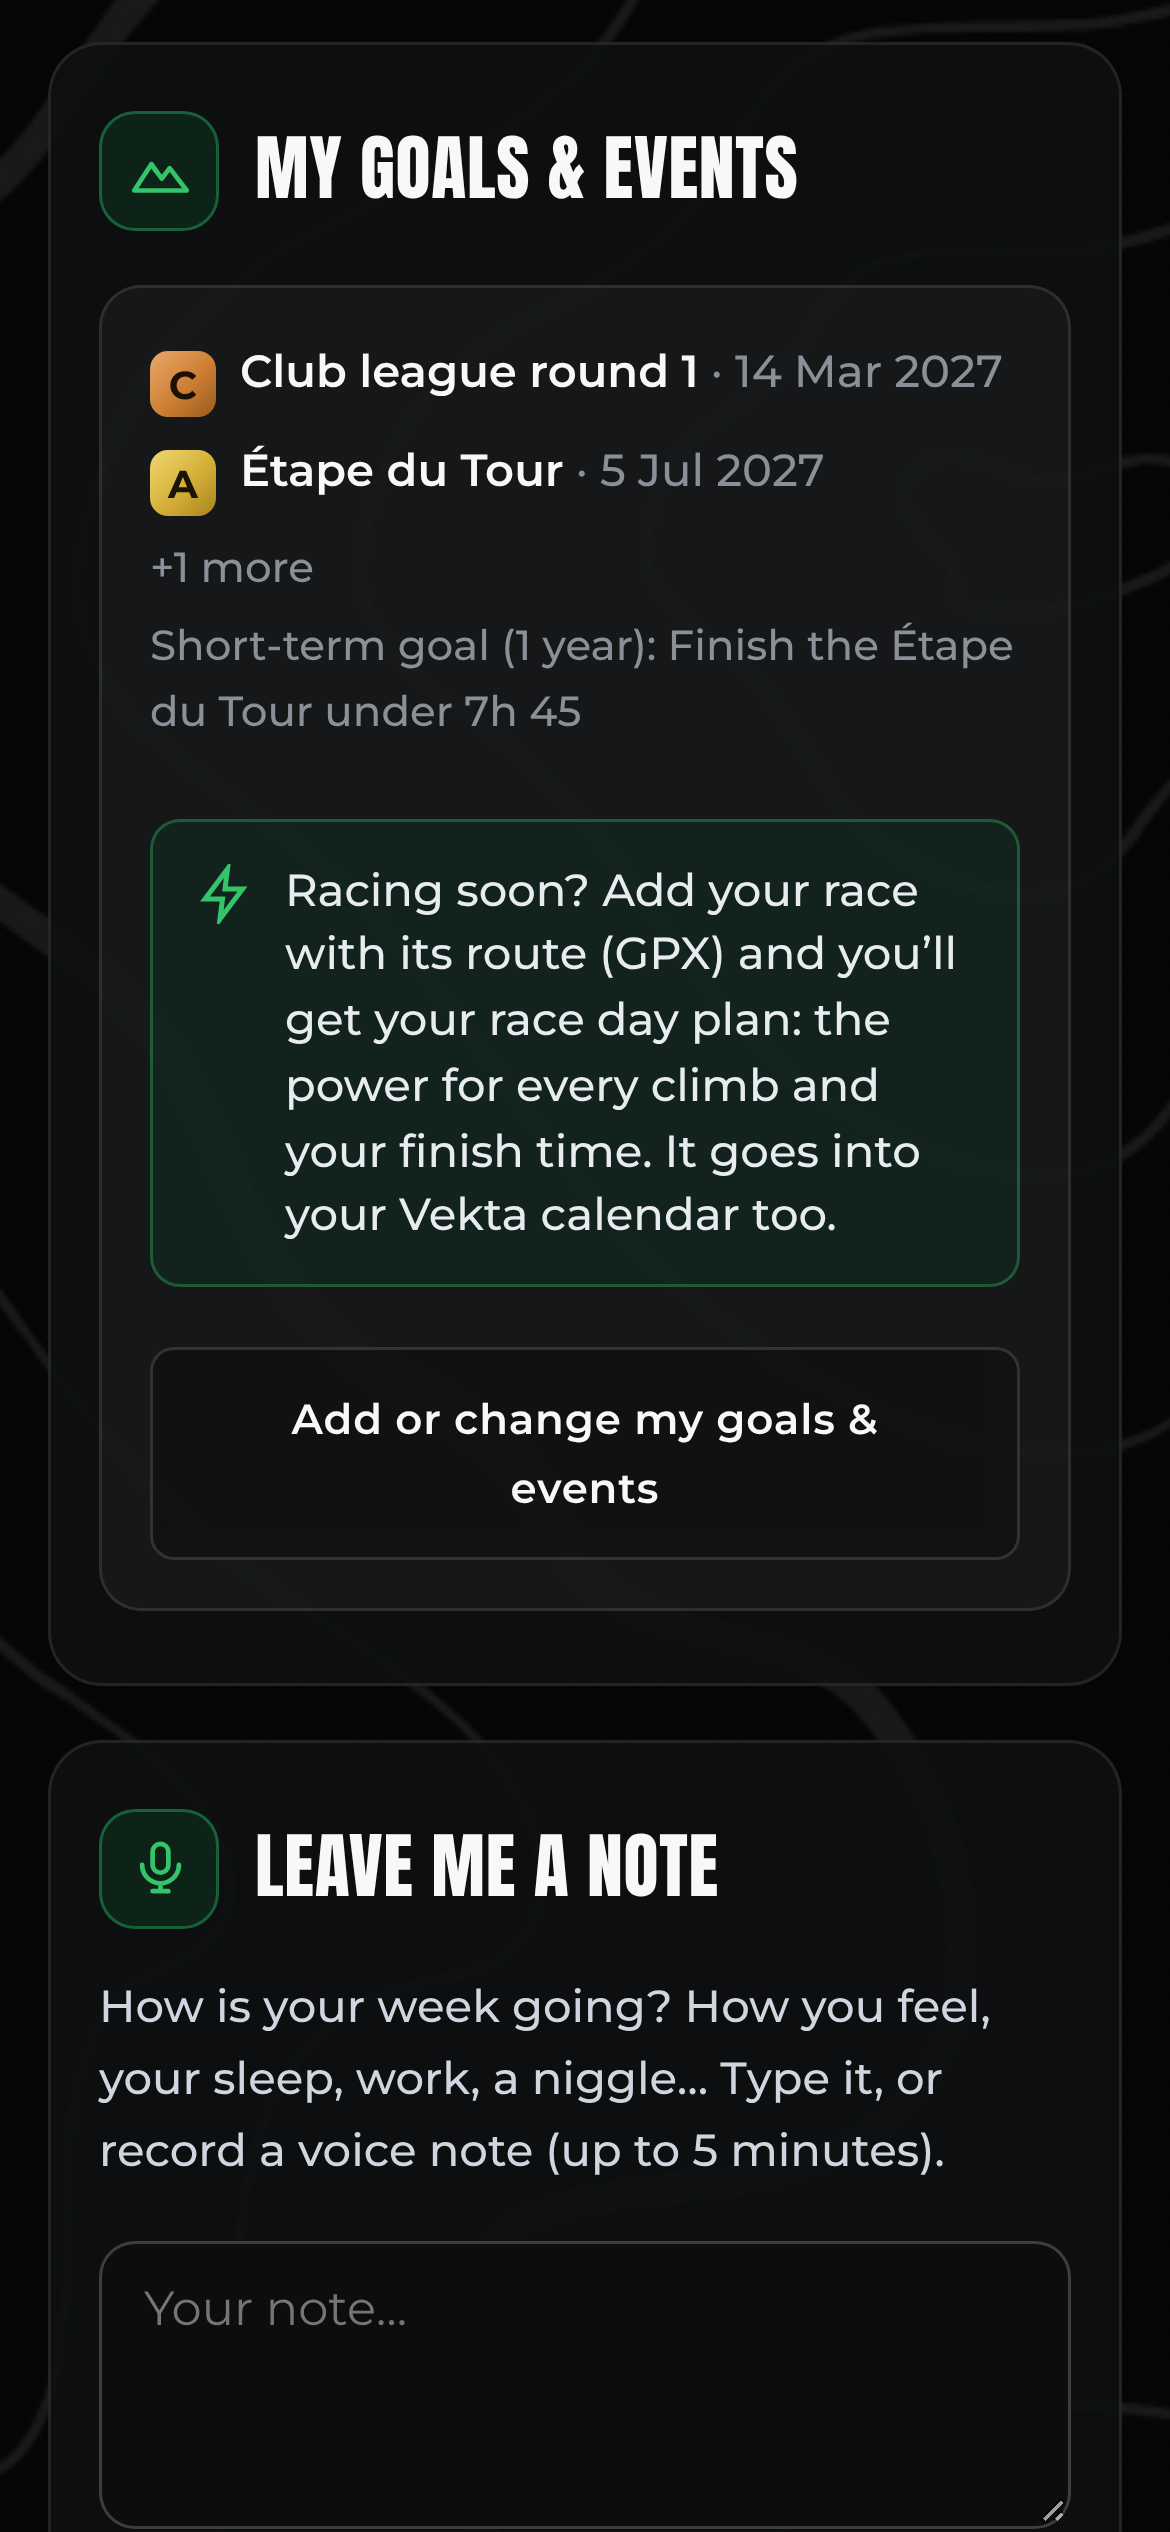 MY GOALS & EVENTS
C Club league round 1 · 14 Mar 2027
A Étape du Tour · 5 Jul 2027
+1 more
Short-term goal (1 year): Finish the Étape
du Tour under 7h 45
Racing soon? Add your race
with its route (GPX) and you’ll
get your race day plan: the
power for every climb and
your finish time. It goes into
your Vekta calendar too.
Add or change my goals &
events
LEAVE ME A NOTE
How is your week going? How you feel,
your sleep, work, a niggle... Type it, or
record a voice note (up to 5 minutes).
Your note...